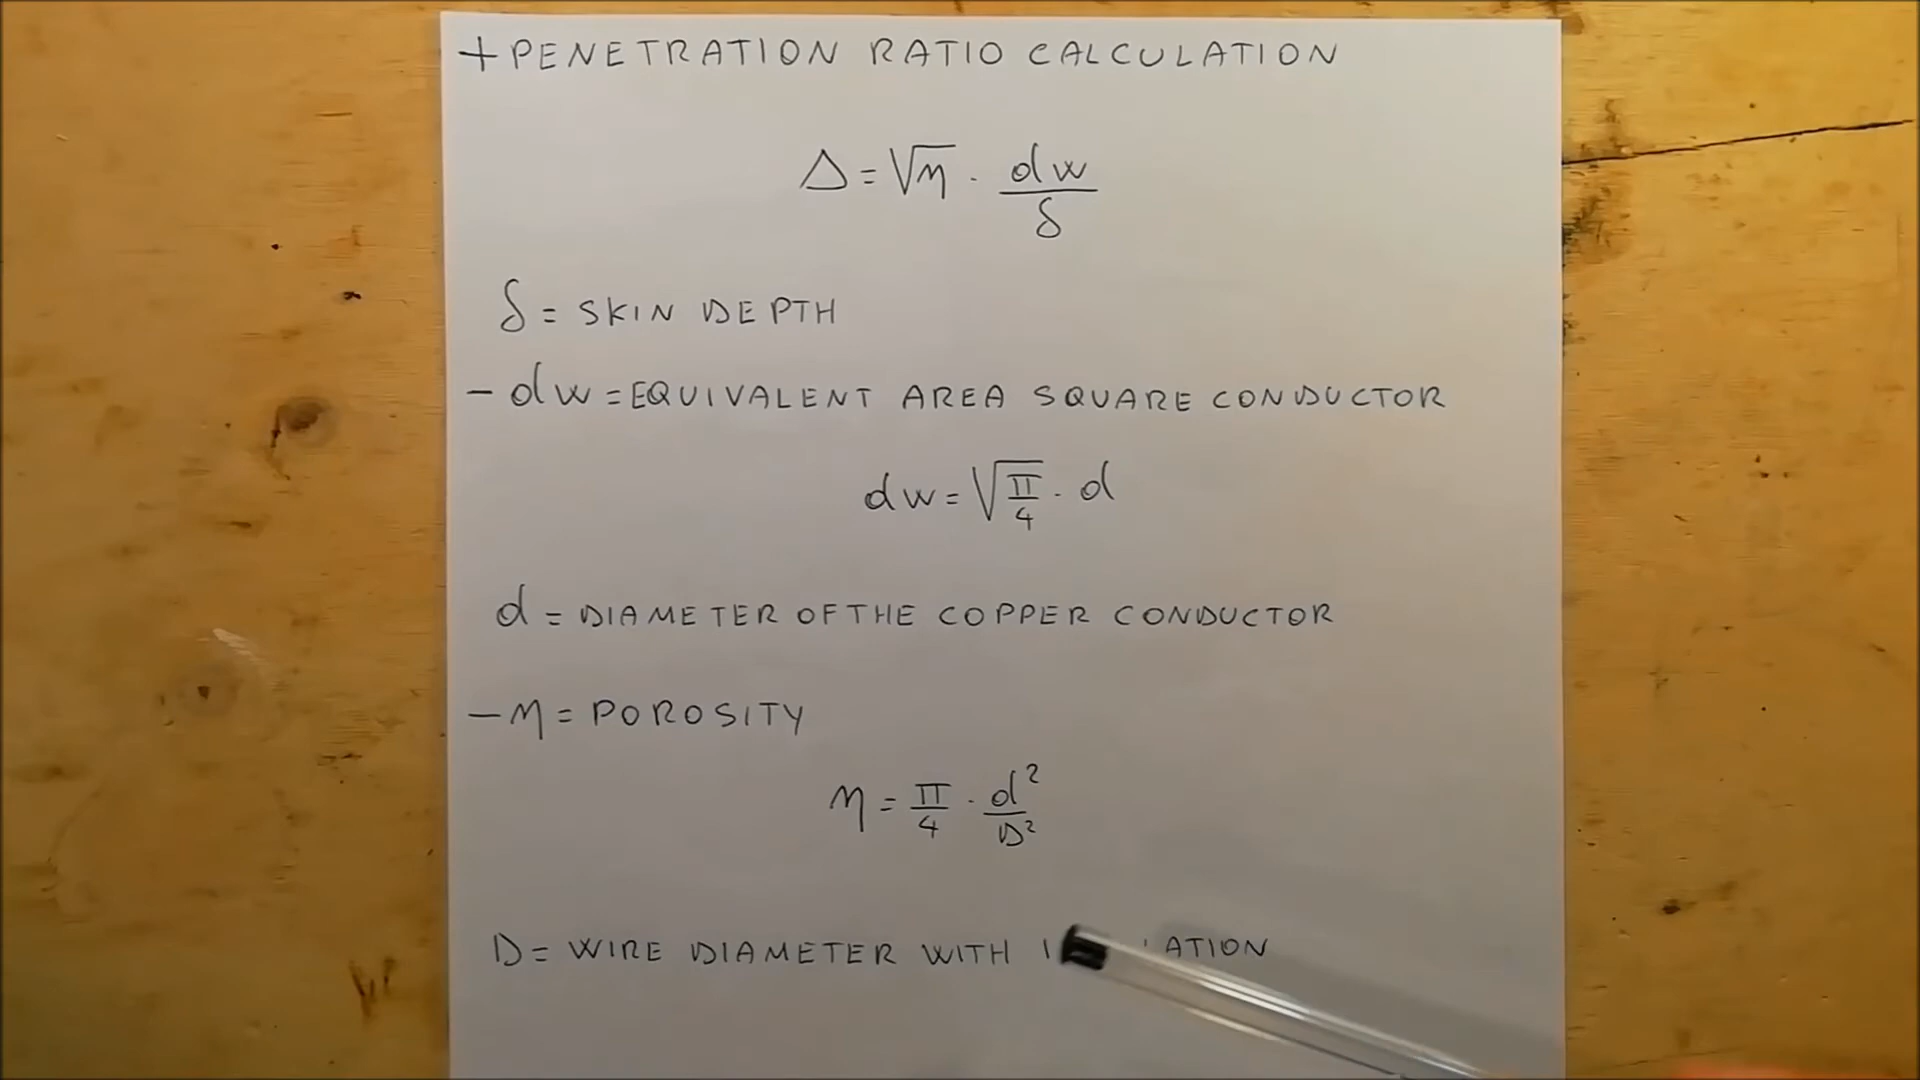 + PENETRATION RATIO CALCULATION
Δ = √η · dw/δ
δ = SKIN DEPTH
- dw = EQUIVALENT AREA SQUARE CONDUCTOR
dw = √π/4 · d
d = DIAMETER OF THE COPPER CONDUCTOR
- η = POROSITY
η = π/4 · d²/D²
D = WIRE DIAMETER WITH